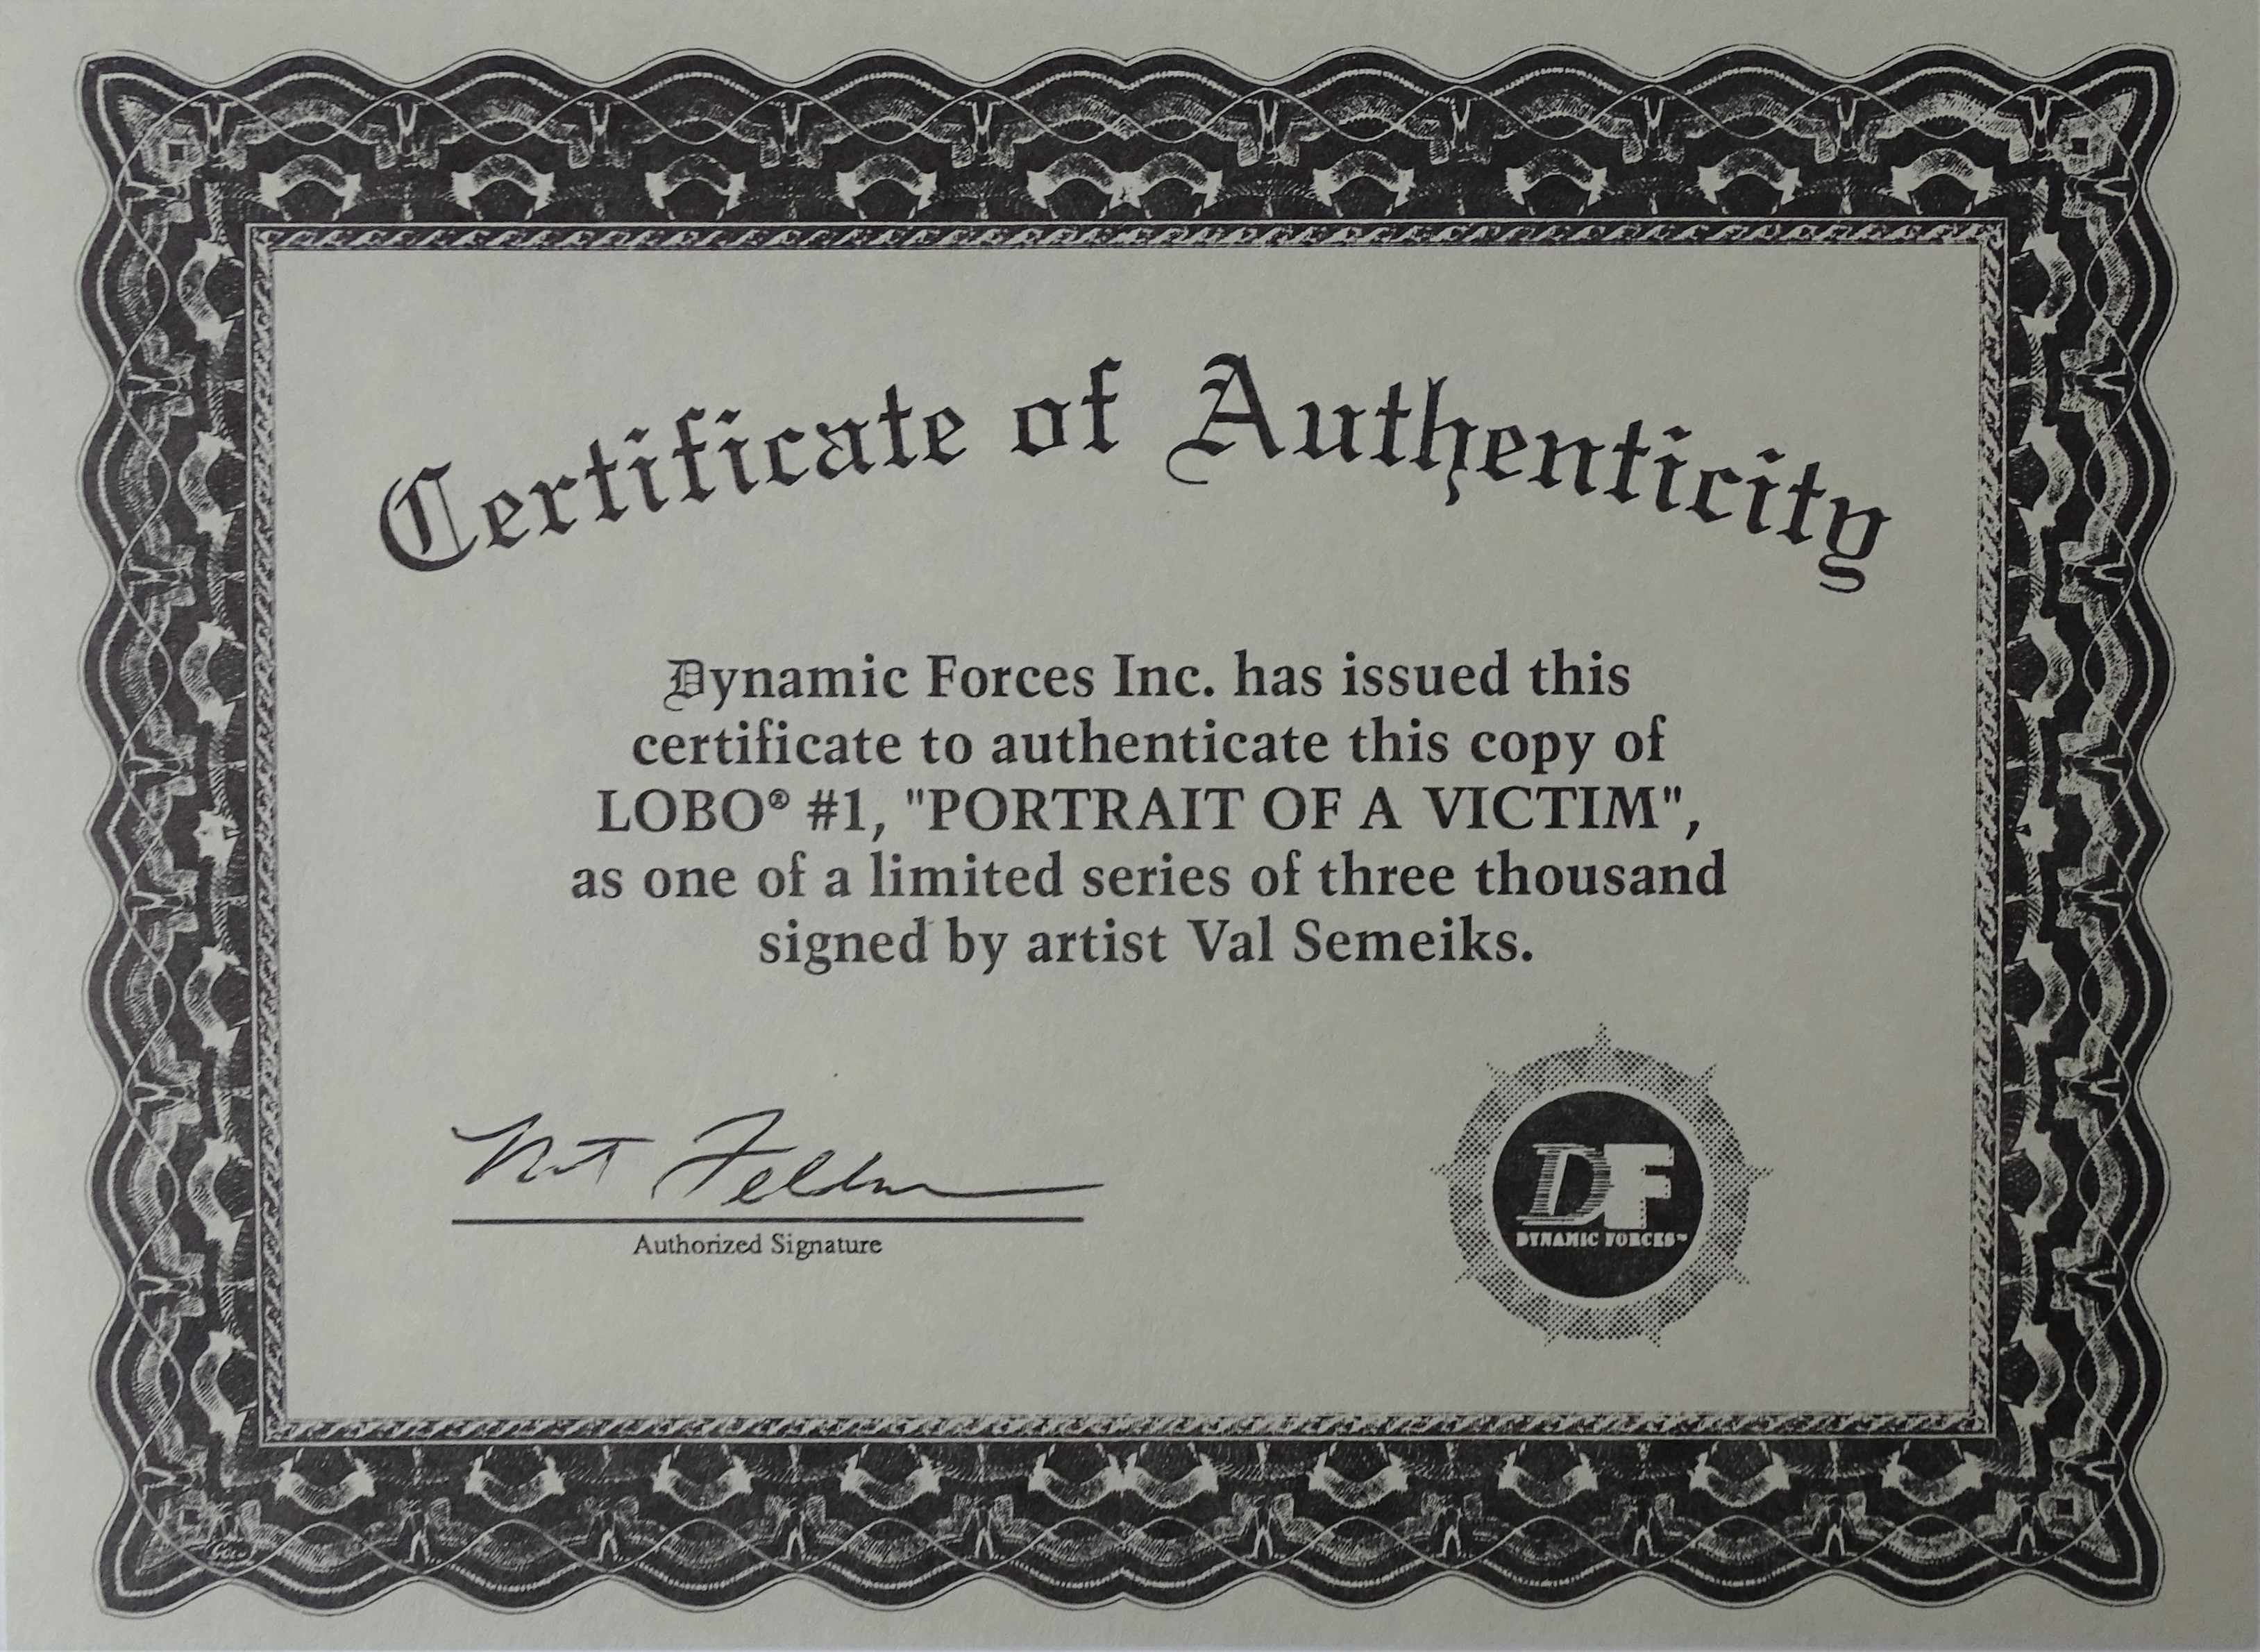 Certificate of Authenticity
Dynamic Forces Inc. has issued this
certificate to authenticate this copy of
LOBO® #1, "PORTRAIT OF A VICTIM",
as one of a limited series of three thousand
signed by artist Val Semeiks.
Nat Feldman
Authorized Signature
DF
DYNAMIC FORCES™